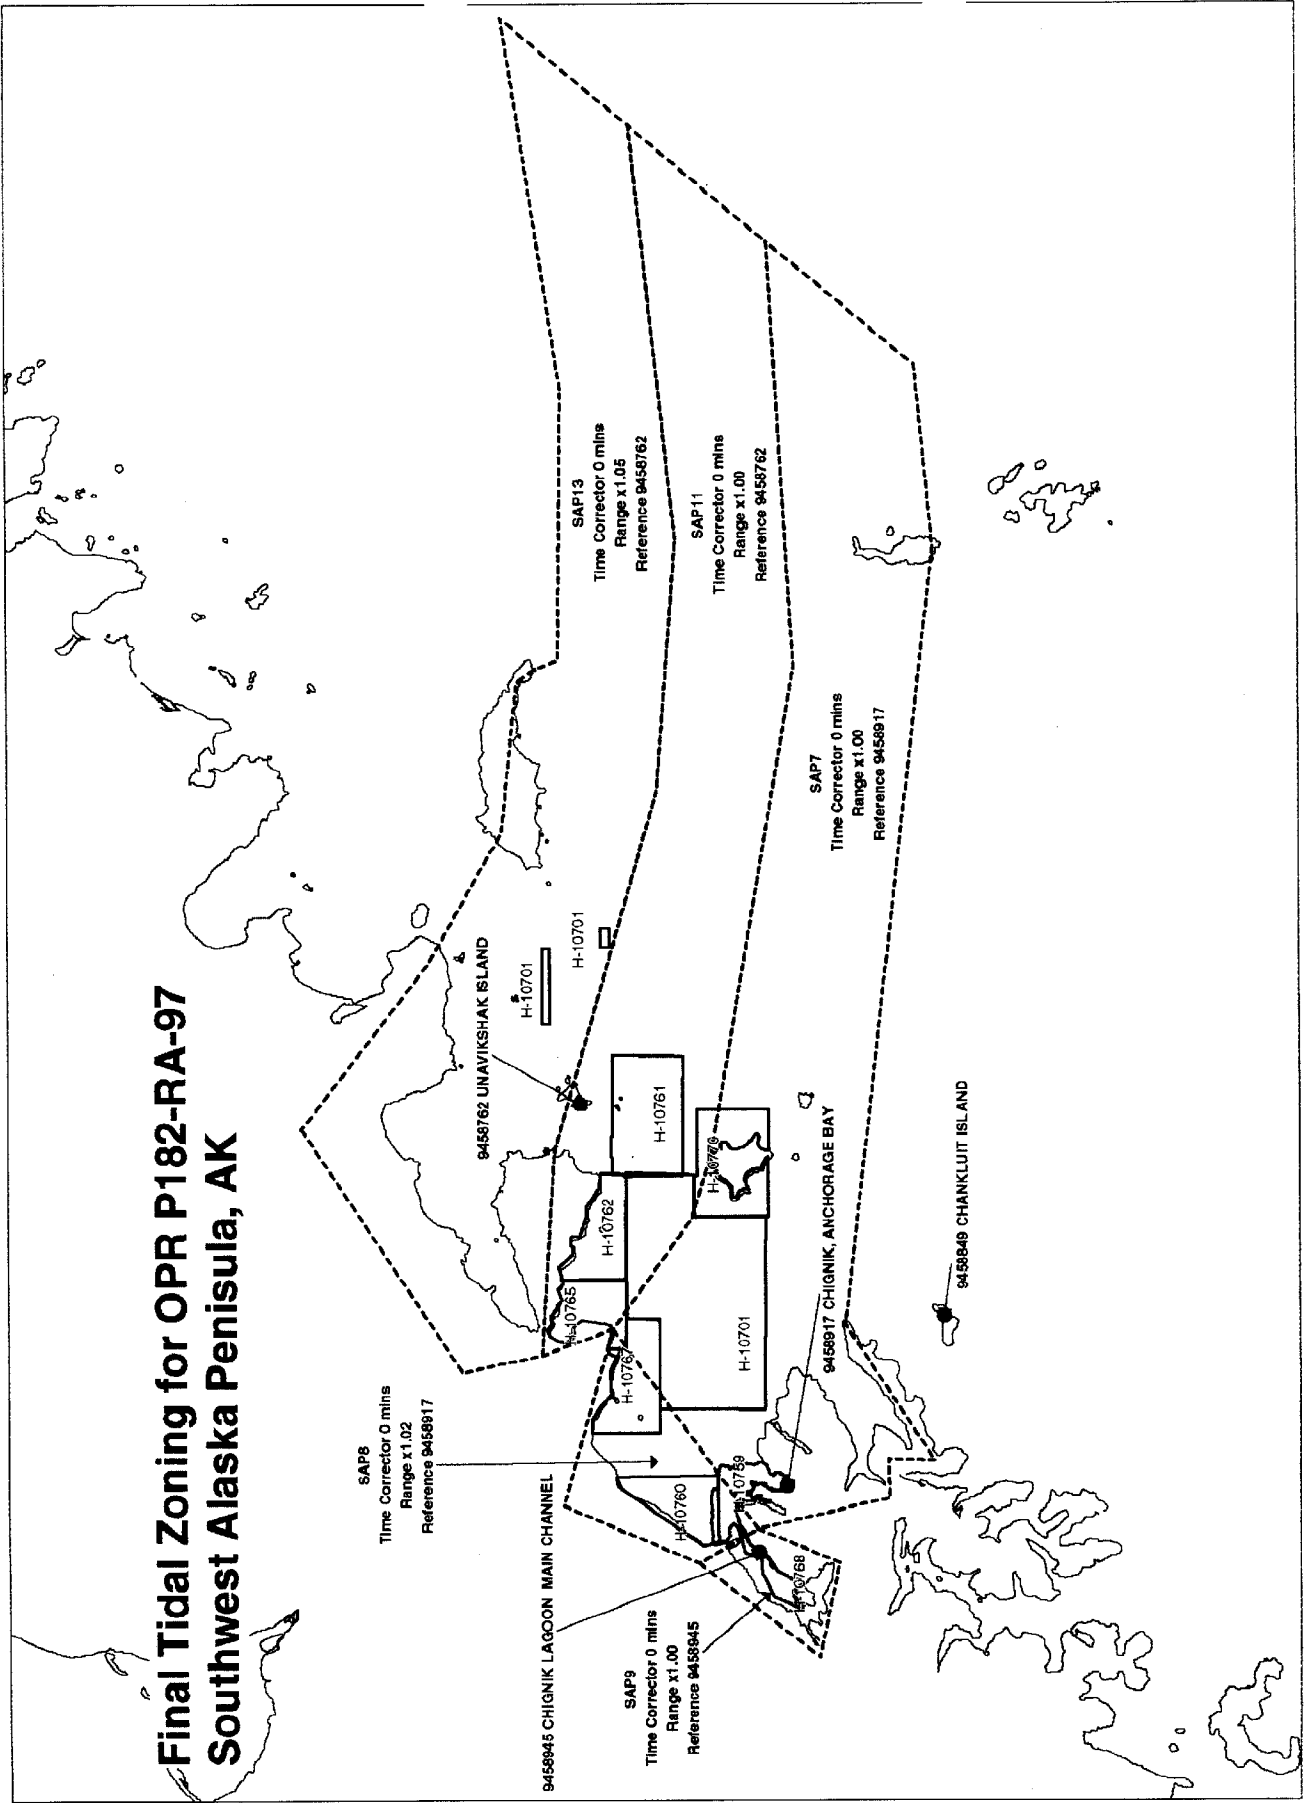 Final Tidal Zoning for OPR P182-RA-97
Southwest Alaska Penisula, AK
SAP8
Time Corrector 0 mins
Range x1.02
Reference 9458917
9458945 CHIGNIK LAGOON MAIN CHANNEL
SAP9
Time Corrector 0 mins
Range x1.00
Reference 9458945
9458762 UNAVIKSHAK ISLAND
H-10701
H-10701
SAP13
Time Corrector 0 mins
Range x1.05
Reference 9458762
SAP11
Time Corrector 0 mins
Range x1.00
Reference 9458762
SAP7
Time Corrector 0 mins
Range x1.00
Reference 9458917
H-10765
H-10762
H-10761
H-10767
H-10770
H-10701
H-10760
H-10759
H-10768
9458917 CHIGNIK, ANCHORAGE BAY
9458849 CHANKLUIT ISLAND